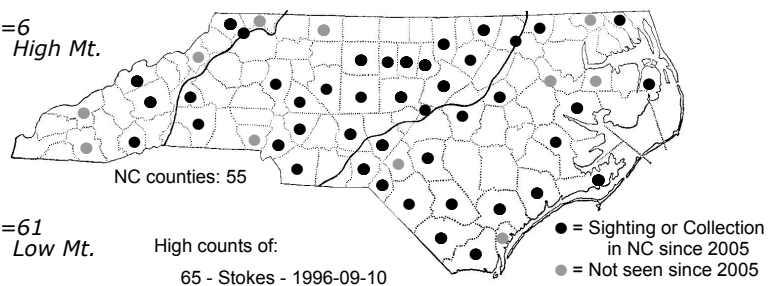 =6
High Mt.
NC counties: 55
=61
Low Mt.
High counts of:
65 - Stokes - 1996-09-10
= Sighting or Collection
in NC since 2005
= Not seen since 2005